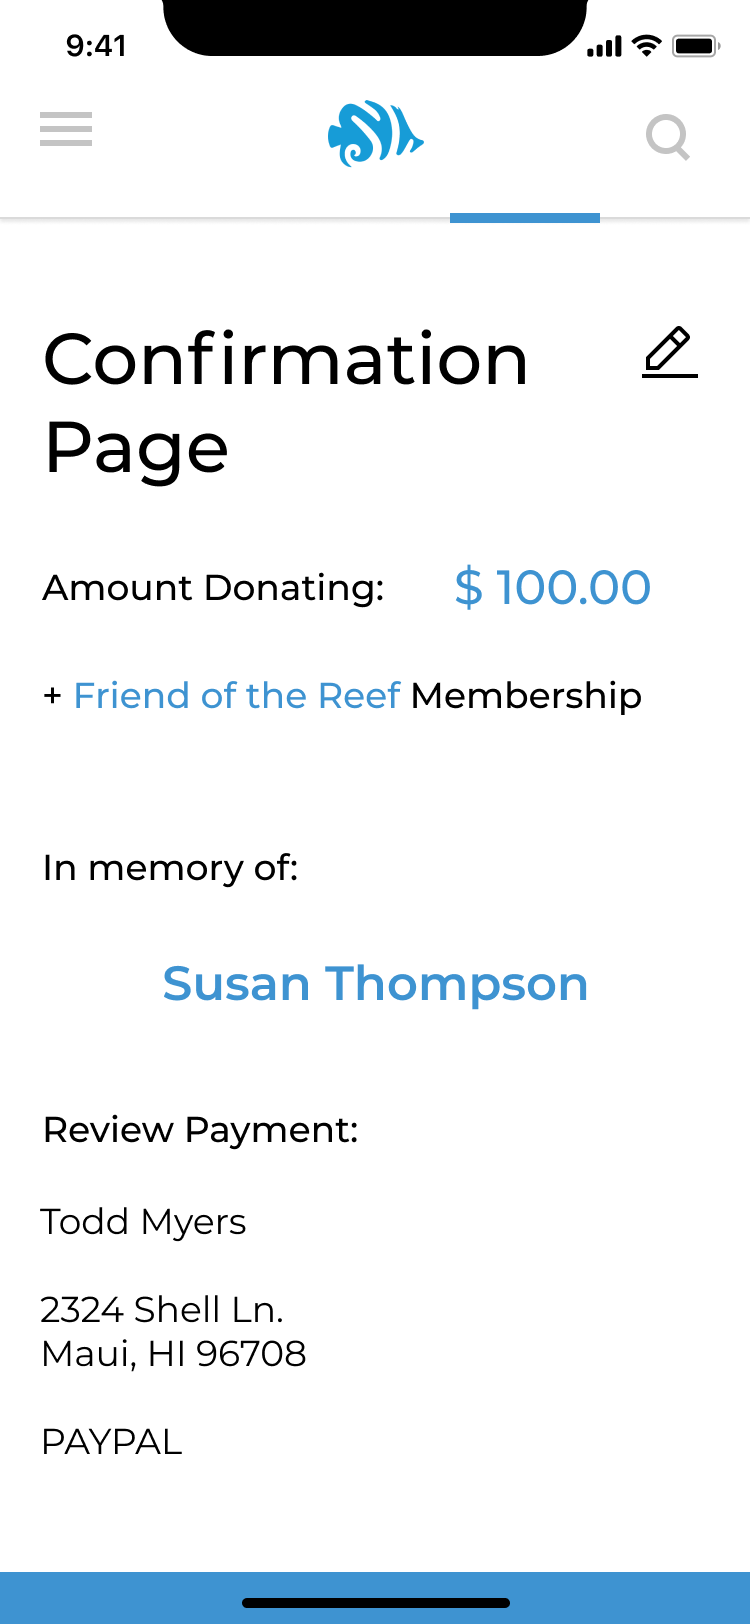 9:41
Confirmation
Page
Amount Donating: $ 100.00
+ Friend of the Reef Membership
In memory of:
Susan Thompson
Review Payment:
Todd Myers
2324 Shell Ln.
Maui, HI 96708
PAYPAL